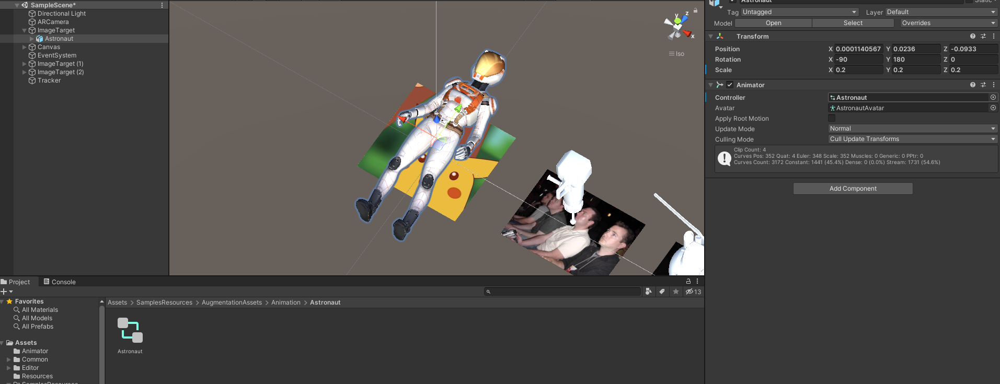 SampleScene*
Directional Light
ARCamera
ImageTarget
Astronaut
Canvas
EventSystem
ImageTarget (1)
ImageTarget (2)
Tracker
y
z
x
Iso
Astronaut
Static
Tag Untagged Layer Default
Model Open Select Overrides
Transform
Position X 0.0001140567 Y 0.0236 Z -0.0933
Rotation X -90 Y 180 Z 0
Scale X 0.2 Y 0.2 Z 0.2
Animator
Controller Astronaut
Avatar AstronautAvatar
Apply Root Motion
Update Mode Normal
Culling Mode Cull Update Transforms
Clip Count: 4
Curves Pos: 352 Quat: 4 Euler: 348 Scale: 352 Muscles: 0 Generic: 0 PPtr: 0
Curves Count: 3172 Constant: 1441 (45.4%) Dense: 0 (0.0%) Stream: 1731 (54.6%)
Add Component
Project Console
13
Favorites
All Materials
All Models
All Prefabs
Assets
Animator
Common
Editor
Resources
SamplesResources
Assets > SamplesResources > AugmentationAssets > Animation > Astronaut
Astronaut